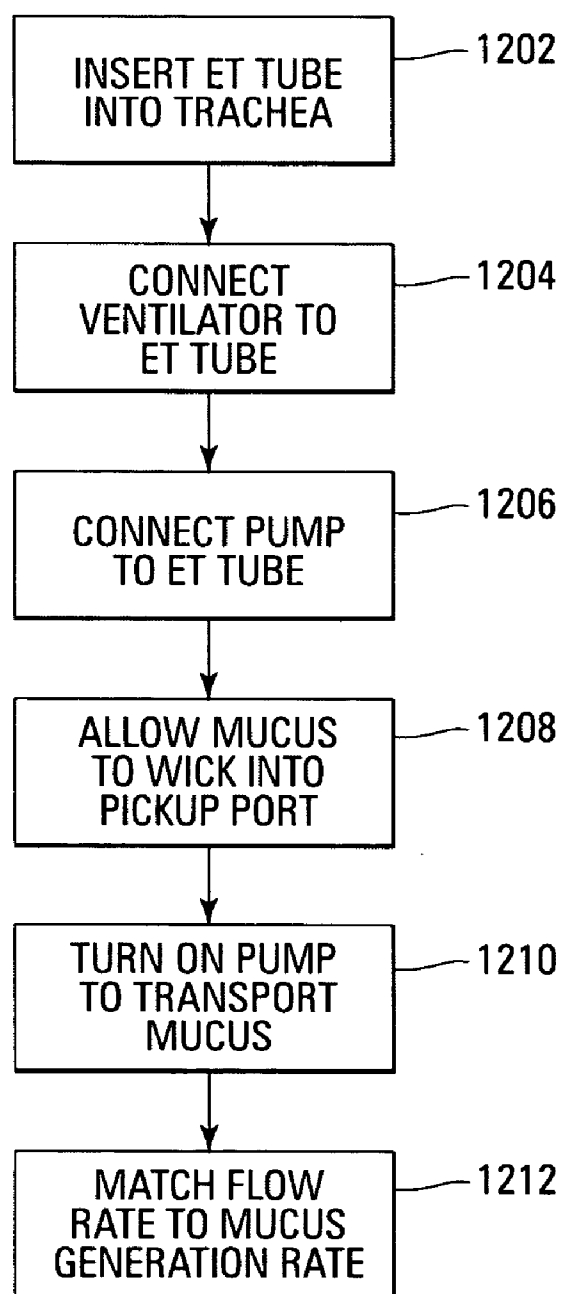 INSERT ET TUBE
INTO TRACHEA
1202
CONNECT
VENTILATOR TO
ET TUBE
1204
CONNECT PUMP
TO ET TUBE
1206
ALLOW MUCUS
TO WICK INTO
PICKUP PORT
1208
TURN ON PUMP
TO TRANSPORT
MUCUS
1210
MATCH FLOW
RATE TO MUCUS
GENERATION RATE
1212